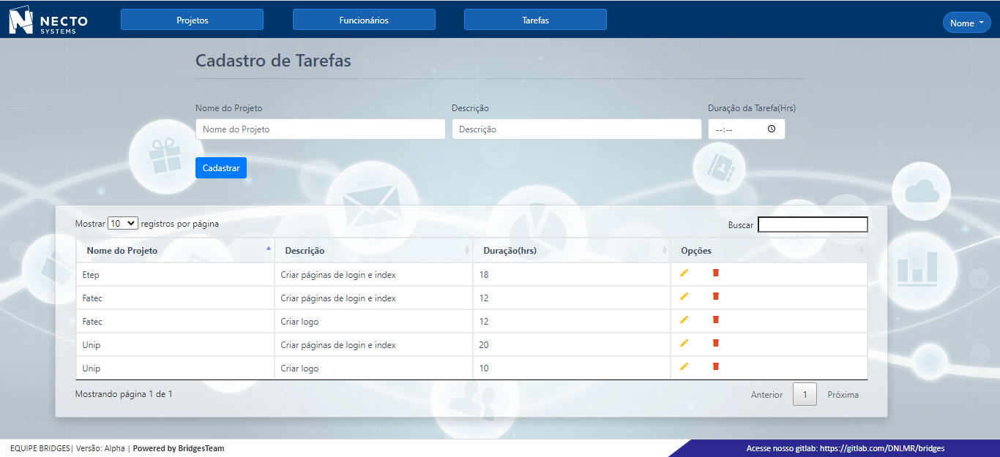 NECTO
SYSTEMS
Projetos
Funcionários
Tarefas
Nome
Cadastro de Tarefas
Nome do Projeto
Descrição
Duração da Tarefa(Hrs)
Nome do Projeto
Descrição
--:--
Cadastrar
Mostrar 10 registros por página
Buscar
Nome do Projeto Descrição Duração(hrs) Opções
Etep Criar páginas de login e index 18
Fatec Criar páginas de login e index 12
Fatec Criar logo 12
Unip Criar páginas de login e index 20
Unip Criar logo 10
Mostrando página 1 de 1
Anterior 1 Próxima
EQUIPE BRIDGES| Versão: Alpha | Powered by BridgesTeam
Acesse nosso gitlab: https://gitlab.com/DNLMR/bridges